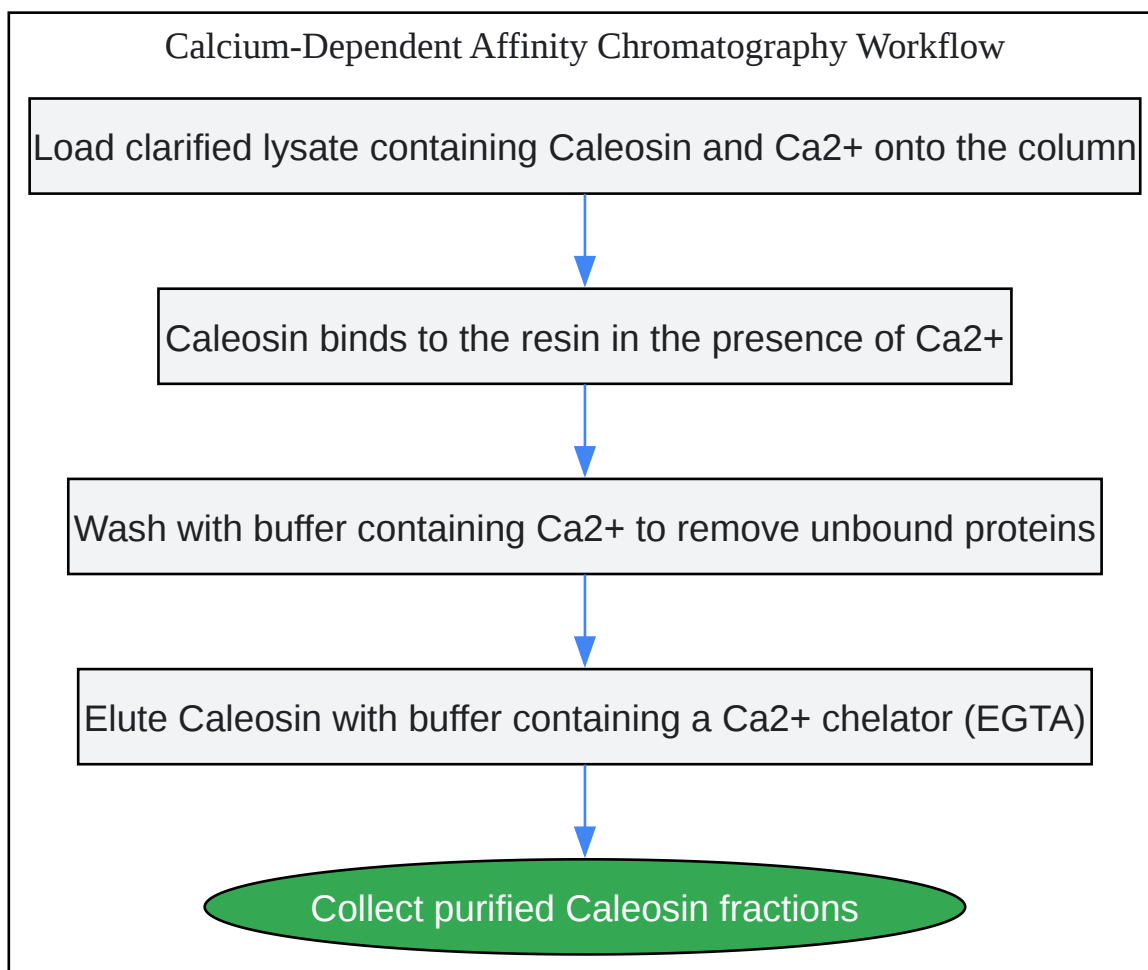 Calcium-Dependent Affinity Chromatography Workflow
Load clarified lysate containing Caleosin and Ca2+ onto the column
Caleosin binds to the resin in the presence of Ca2+
Wash with buffer containing Ca2+ to remove unbound proteins
Elute Caleosin with buffer containing a Ca2+ chelator (EGTA)
Collect purified Caleosin fractions